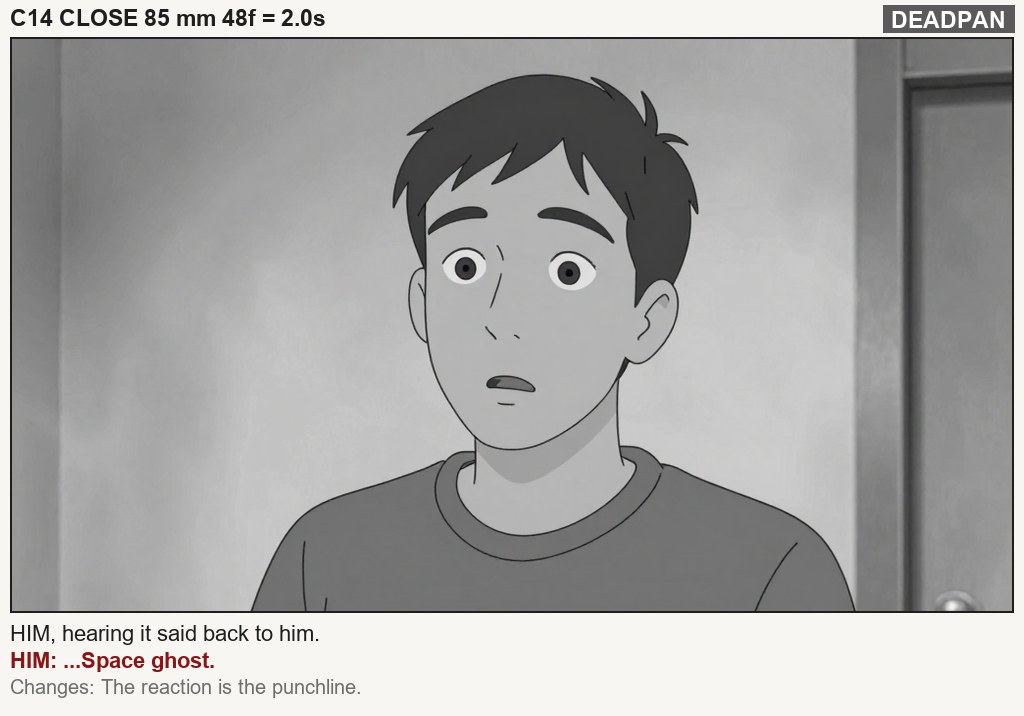 C14 CLOSE 85 mm 48f = 2.0s
DEADPAN
HIM, hearing it said back to him.
HIM: ...Space ghost.
Changes: The reaction is the punchline.